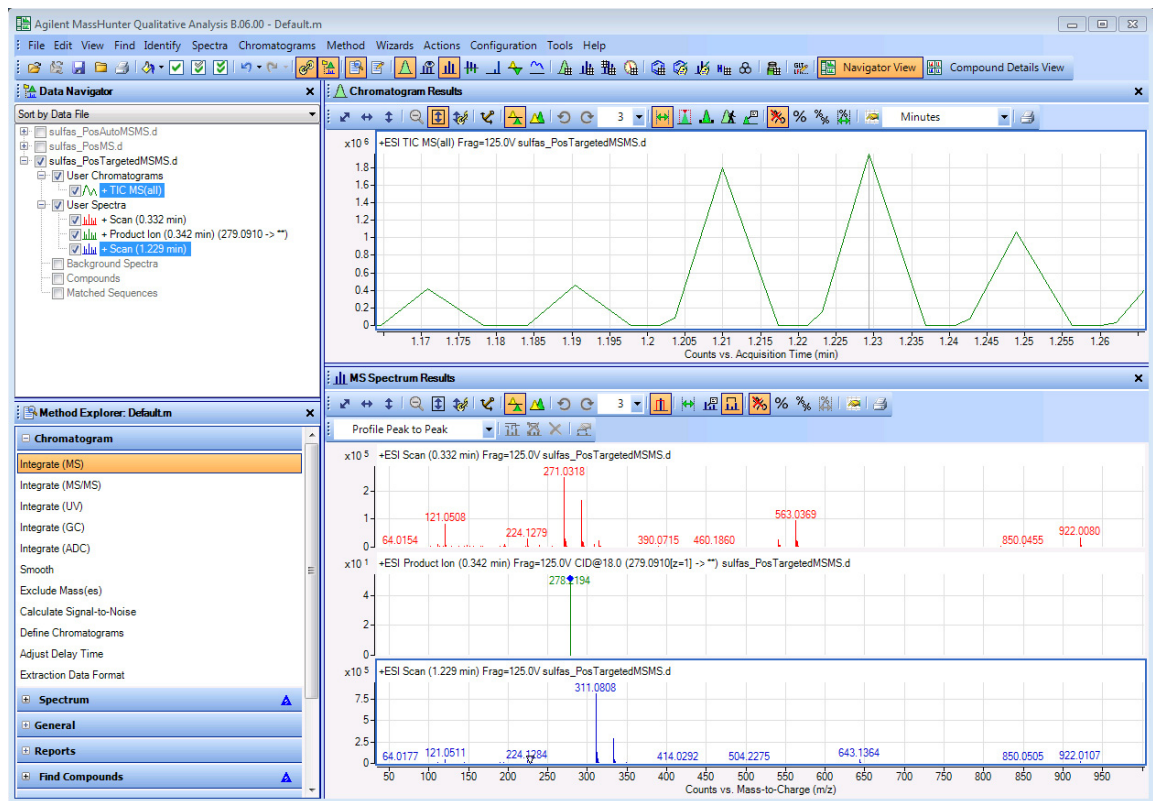 Agilent MassHunter Qualitative Analysis B.06.00 - Default.m
File Edit View Find Identify Spectra Chromatograms Method Wizards Actions Configuration Tools Help
Navigator View Compound Details View
Data Navigator
Sort by Data File
sulfas_PosAutoMSMS.d
sulfas_PosMS.d
sulfas_PosTargetedMSMS.d
User Chromatograms
+ TIC MS(all)
User Spectra
+ Scan (0.332 min)
+ Product Ion (0.342 min) (279.0910 -> **)
+ Scan (1.229 min)
Background Spectra
Compounds
Matched Sequences
Method Explorer: Default.m
Chromatogram
Integrate (MS)
Integrate (MS/MS)
Integrate (UV)
Integrate (GC)
Integrate (ADC)
Smooth
Exclude Mass(es)
Calculate Signal-to-Noise
Define Chromatograms
Adjust Delay Time
Extraction Data Format
Spectrum
General
Reports
Find Compounds
Chromatogram Results
3 % Minutes
x10 6 +ESI TIC MS(all) Frag=125.0V sulfas_PosTargetedMSMS.d
1.8
1.6
1.4
1.2
1
0.8
0.6
0.4
0.2
0
1.17 1.175 1.18 1.185 1.19 1.195 1.2 1.205 1.21 1.215 1.22 1.225 1.23 1.235 1.24 1.245 1.25 1.255 1.26
Counts vs. Acquisition Time (min)
MS Spectrum Results
3 %
Profile Peak to Peak
x10 5 +ESI Scan (0.332 min) Frag=125.0V sulfas_PosTargetedMSMS.d
271.0318
2
1
0
64.0154 121.0508 224.1279 390.0715 460.1860 563.0369 850.0455 922.0080
x10 1 +ESI Product Ion (0.342 min) Frag=125.0V CID@18.0 (279.0910[z=1] -> **) sulfas_PosTargetedMSMS.d
4
2
0
x10 5 +ESI Scan (1.229 min) Frag=125.0V sulfas_PosTargetedMSMS.d
311.0808
7.5
5
2.5
0
64.0177 121.0511 224.1284 414.0292 504.2275 643.1364 850.0505 922.0107
50 100 150 200 250 300 350 400 450 500 550 600 650 700 750 800 850 900 950
Counts vs. Mass-to-Charge (m/z)